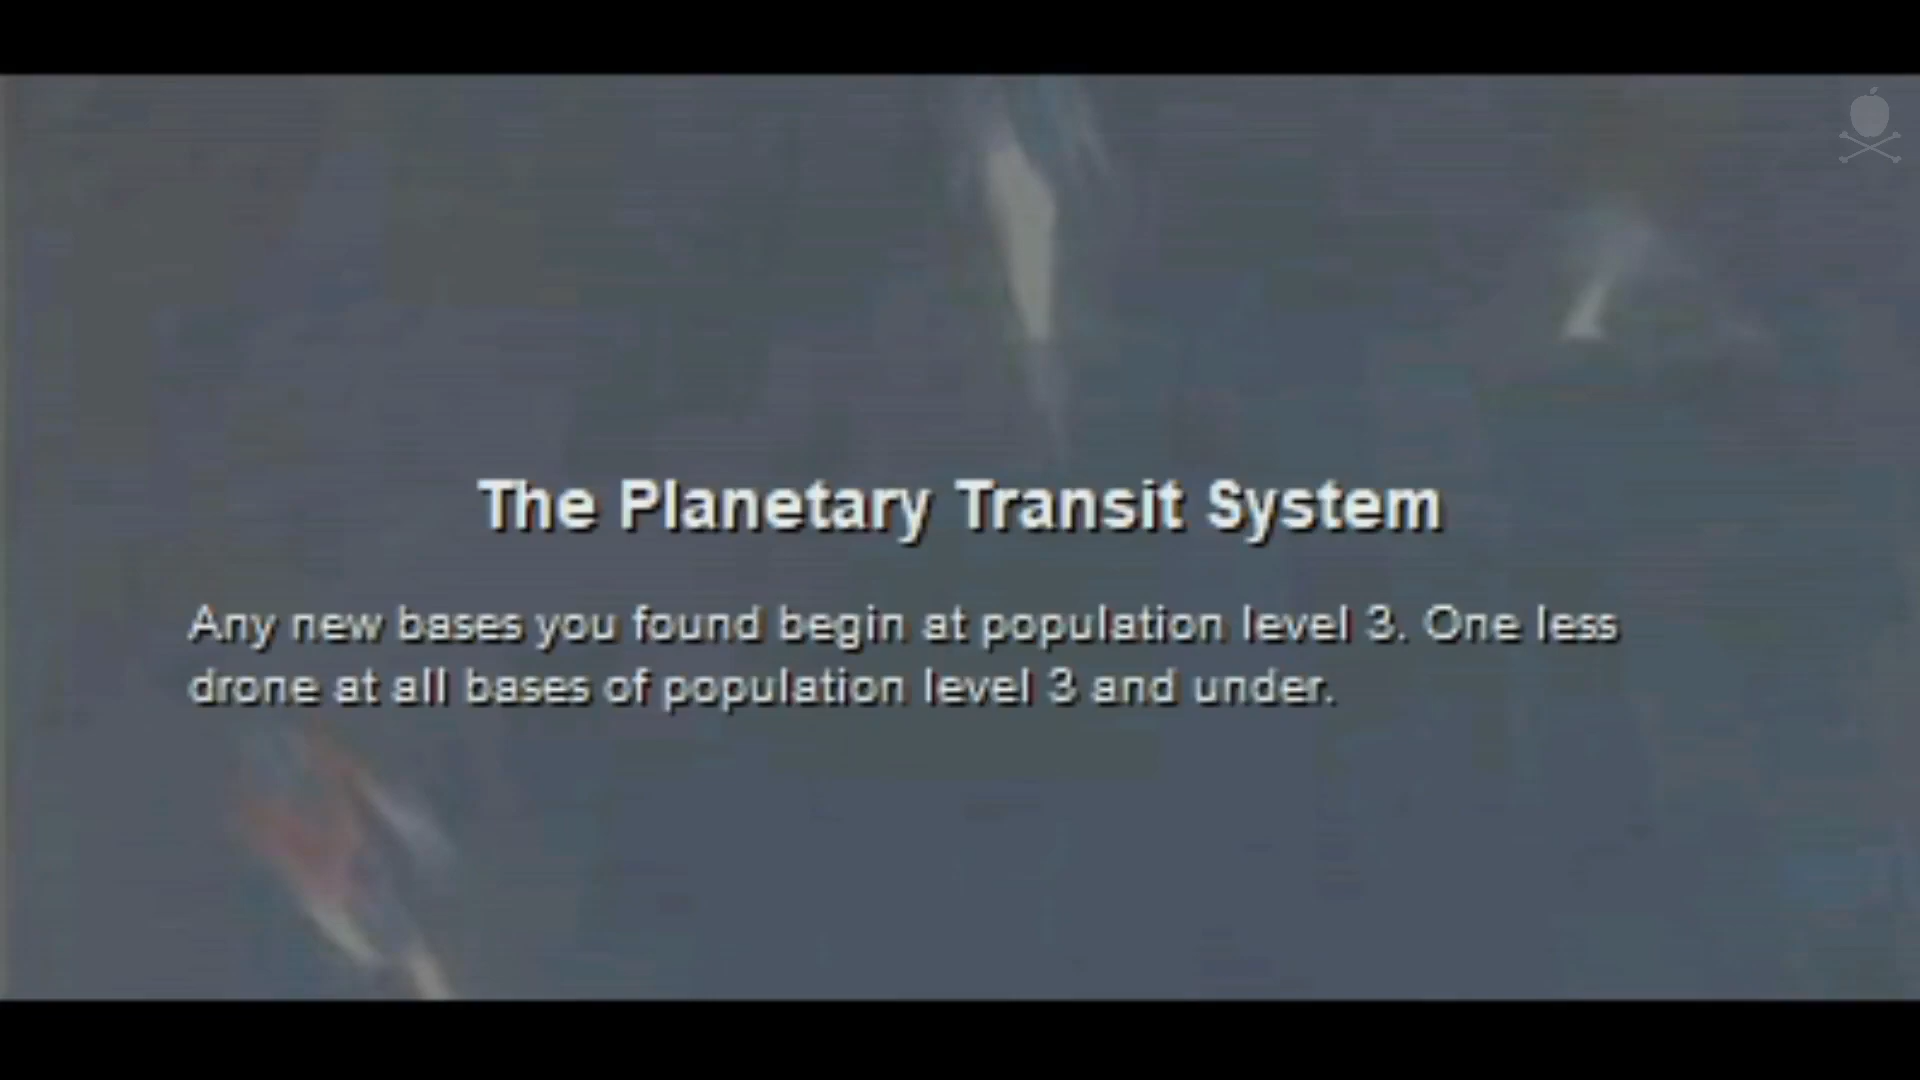 The Planetary Transit System
Any new bases you found begin at population level 3. One less
drone at all bases of population level 3 and under.